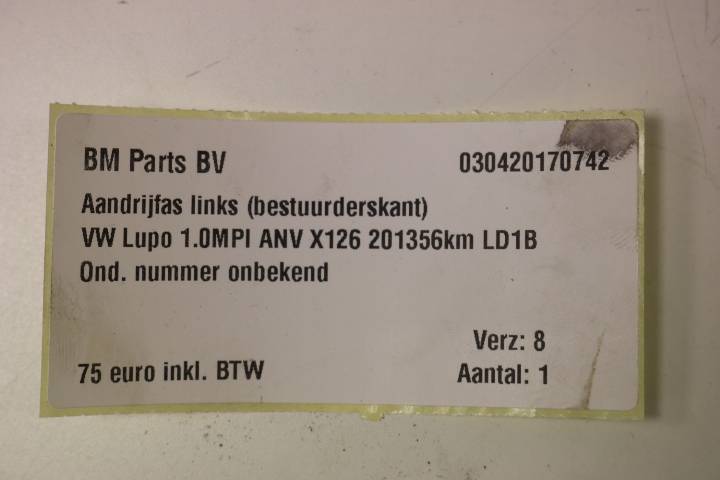 BM Parts BV 030420170742
Aandrijfas links (bestuurderskant)
VW Lupo 1.0MPI ANV X126 201356km LD1B
Ond. nummer onbekend
Verz: 8
75 euro inkl. BTW Aantal: 1